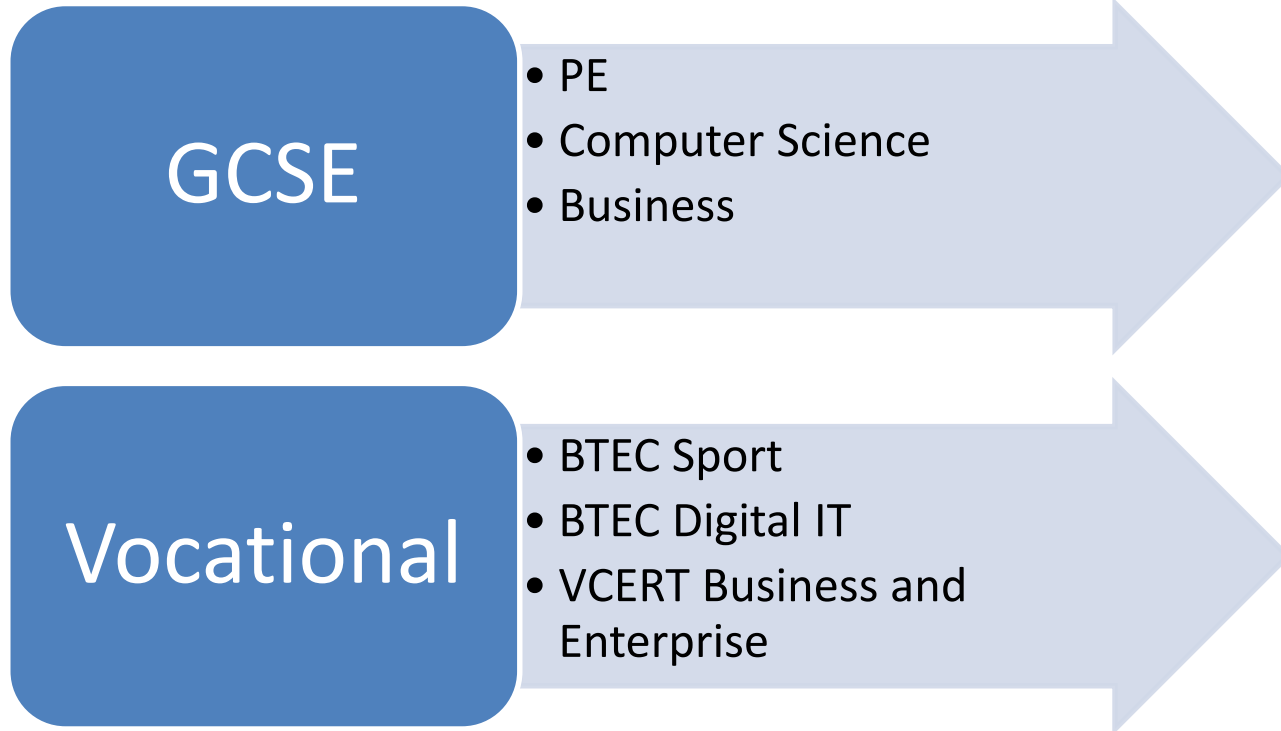 GCSE
• PE
• Computer Science
• Business
Vocational
• BTEC Sport
• BTEC Digital IT
• VCERT Business and
Enterprise